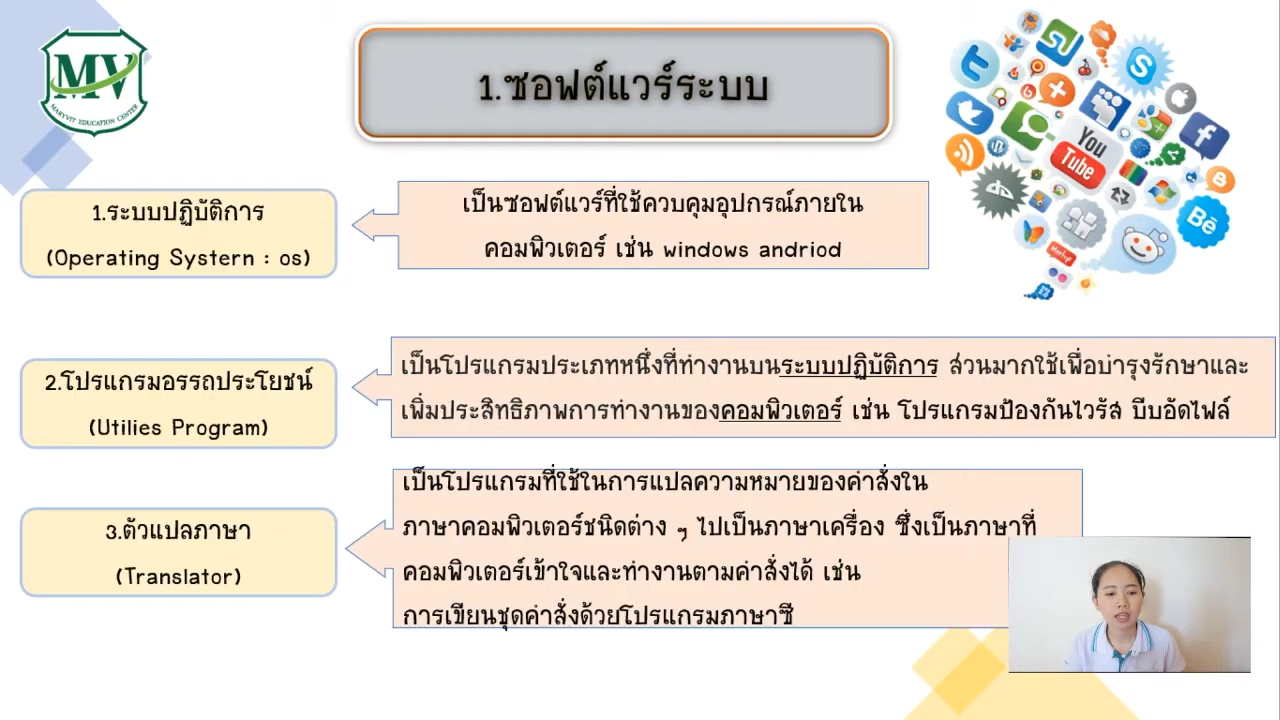 MV
MARYVIT EDUCATION CENTER
1.ซอฟต์แวร์ระบบ
You
Tube
1.ระบบปฏิบัติการ
(Operating Systern : os)
เป็นซอฟต์แวร์ที่ใช้ควบคุมอุปกรณ์ภายใน
คอมพิวเตอร์ เช่น windows andriod
2.โปรแกรมอรรถประโยชน์
(Utilies Program)
เป็นโปรแกรมประเภทหนึ่งที่ทำงานบนระบบปฏิบัติการ ส่วนมากใช้เพื่อบำรุงรักษาและ
เพิ่มประสิทธิภาพการทำงานของคอมพิวเตอร์ เช่น โปรแกรมป้องกันไวรัส บีบอัดไฟล์
3.ตัวแปลภาษา
(Translator)
เป็นโปรแกรมที่ใช้ในการแปลความหมายของคำสั่งใน
ภาษาคอมพิวเตอร์ชนิดต่าง ๆ ไปเป็นภาษาเครื่อง ซึ่งเป็นภาษาที่
คอมพิวเตอร์เข้าใจและทำงานตามคำสั่งได้ เช่น
การเขียนชุดคำสั่งด้วยโปรแกรมภาษาซี